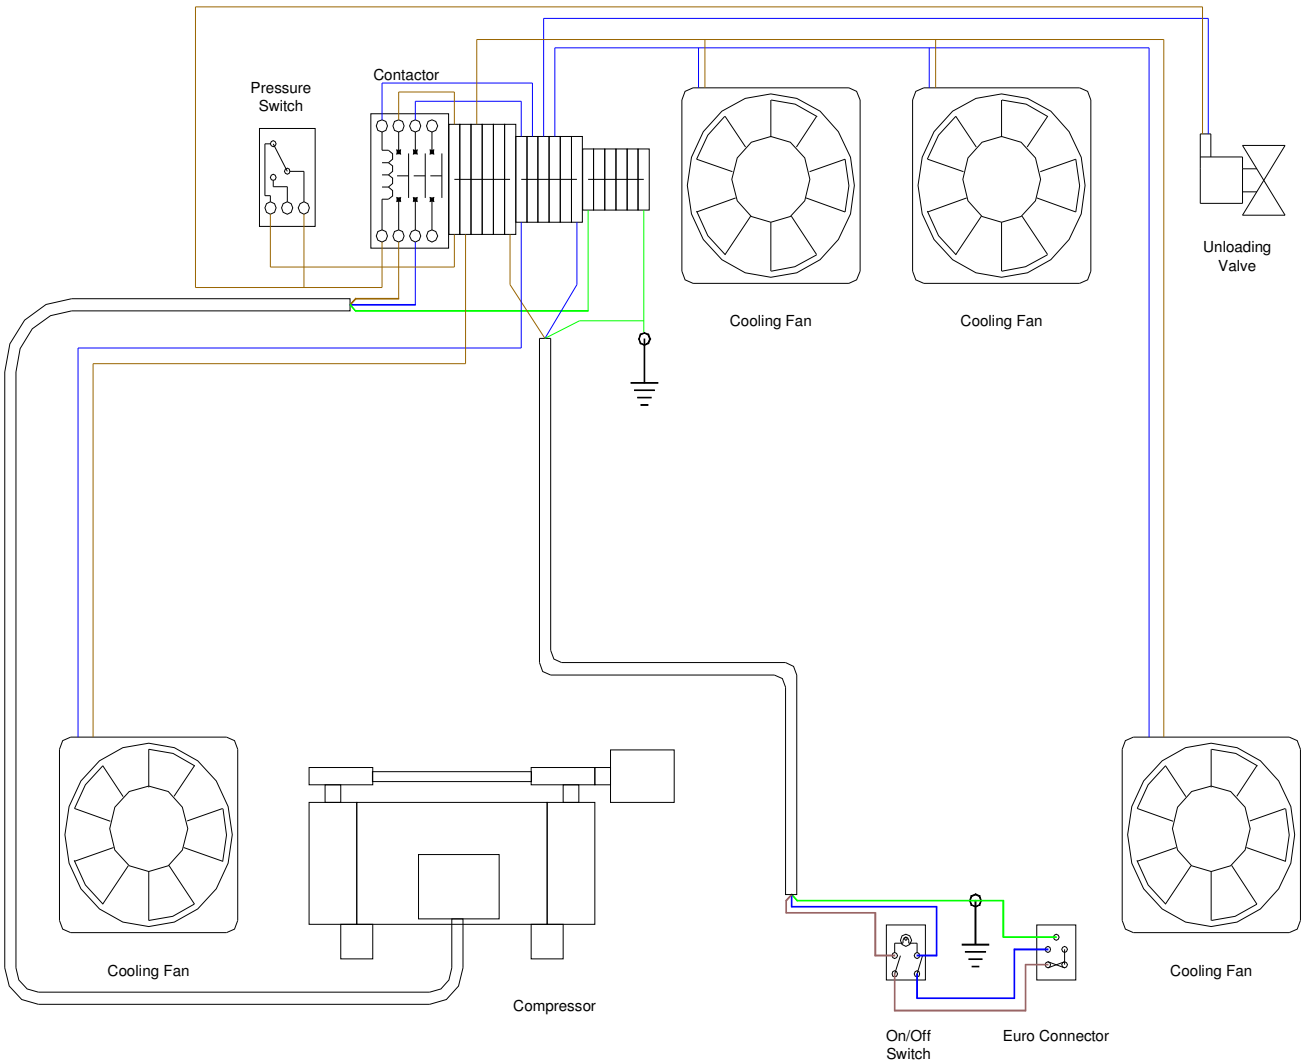 Contactor
Pressure
Switch
Unloading
Valve
Cooling Fan
Cooling Fan
Cooling Fan
Cooling Fan
Compressor
On/Off
Switch
Euro Connector